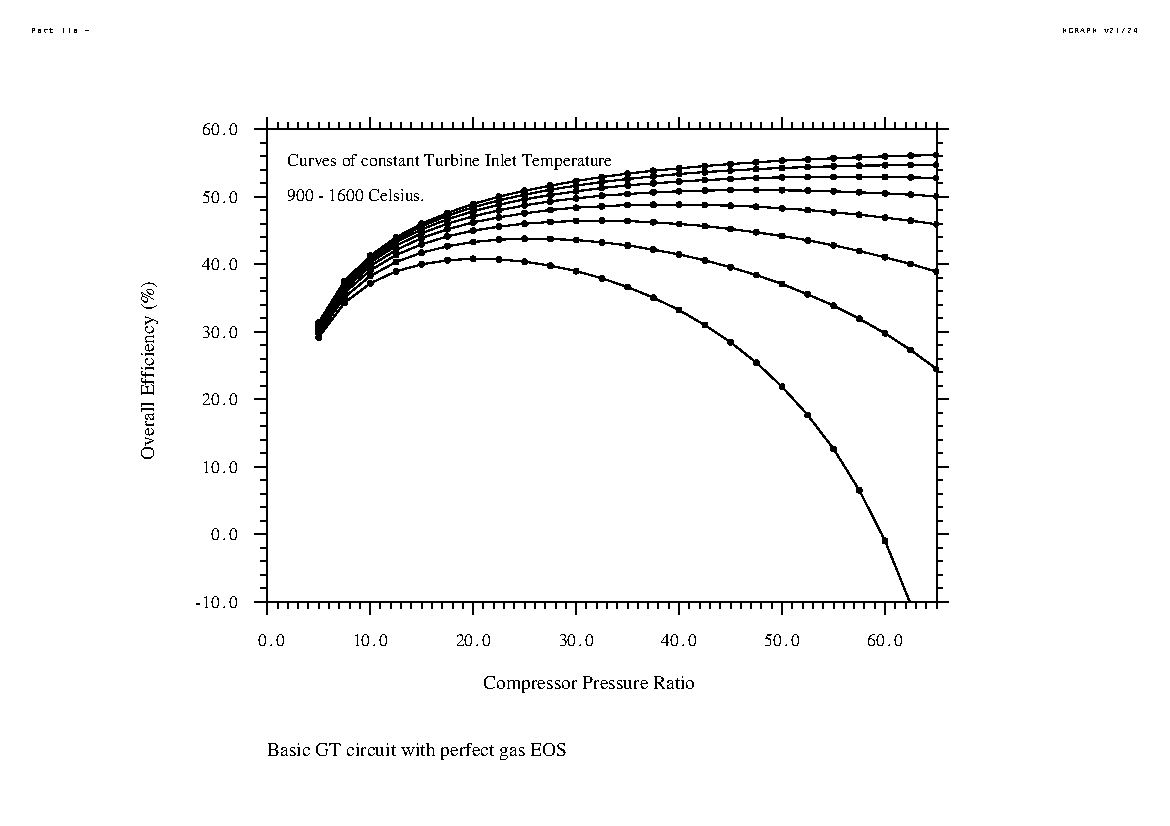 Part 11a -
60.0
Curves of constant Turbine Inlet Temperature
900 - 1600 Celsius.
50.0
40.0
30.0
20.0
10.0
0.0
-10.0
Overall Efficiency (%)
0.0 10.0 20.0 30.0 40.0 50.0 60.0
Compressor Pressure Ratio
Basic GT circuit with perfect gas EOS